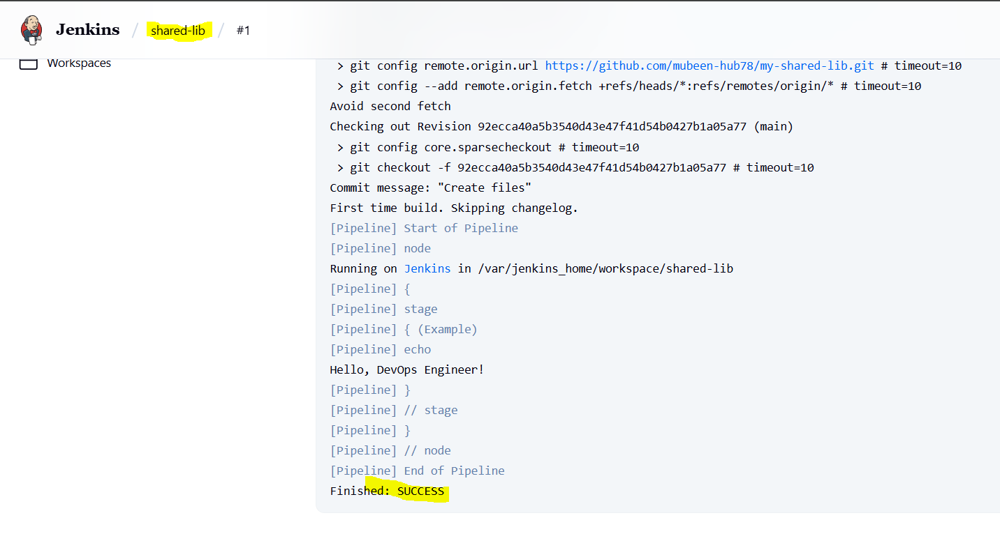 Jenkins / shared-lib / #1
Workspaces
> git config remote.origin.url https://github.com/mubeen-hub78/my-shared-lib.git # timeout=10
> git config --add remote.origin.fetch +refs/heads/*:refs/remotes/origin/* # timeout=10
Avoid second fetch
Checking out Revision 92ecca40a5b3540d43e47f41d54b0427b1a05a77 (main)
> git config core.sparsecheckout # timeout=10
> git checkout -f 92ecca40a5b3540d43e47f41d54b0427b1a05a77 # timeout=10
Commit message: "Create files"
First time build. Skipping changelog.
[Pipeline] Start of Pipeline
[Pipeline] node
Running on Jenkins in /var/jenkins_home/workspace/shared-lib
[Pipeline] {
[Pipeline] stage
[Pipeline] { (Example)
[Pipeline] echo
Hello, DevOps Engineer!
[Pipeline] }
[Pipeline] // stage
[Pipeline] }
[Pipeline] // node
[Pipeline] End of Pipeline
Finished: SUCCESS